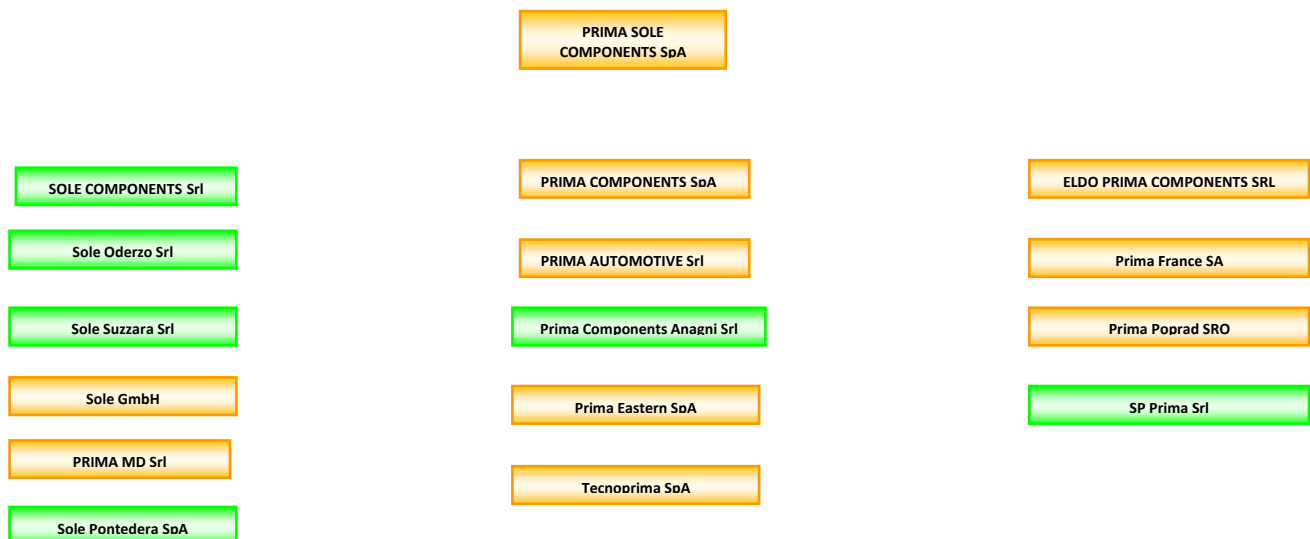 PRIMA SOLE
COMPONENTS SpA
SOLE COMPONENTS Srl
PRIMA COMPONENTS SpA
ELDO PRIMA COMPONENTS SRL
Sole Oderzo Srl
PRIMA AUTOMOTIVE Srl
Prima France SA
Sole Suzzara Srl
Prima Components Anagni Srl
Prima Poprad SRO
Sole GmbH
Prima Eastern SpA
SP Prima Srl
PRIMA MD Srl
Tecnoprima SpA
Sole Pontedera SpA